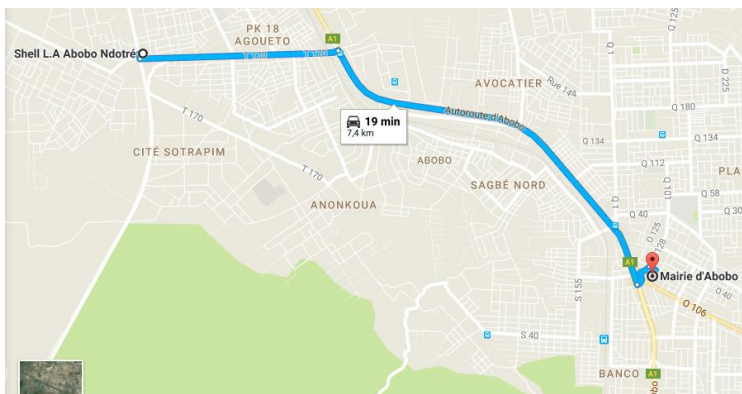 PK 18
AGOUETO
A1
Shell L.A Abobo Ndotré
Q 1
Q 125
D 225
AVOCATIER
Rue 144
T 170
19 min
7,4 km
Autoroute d'Abobo
Q 180
Q 134
Q 134
CITÉ SOTRAPIM
ABOBO
Q 112
T 170
PLA
SAGBÉ NORD
Q 101
Q 58
ANONKOUA
Q 1
Q 40
Q 30
O 125
128
A1
Mairie d'Abobo
S 155
O 40
O 106
S 40
BANCO
A1